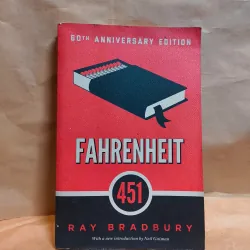 60TH ANNIVERSARY EDITION
FAHRENHEIT
451
RAY BRADBURY
With a new introduction by Neil Gaiman